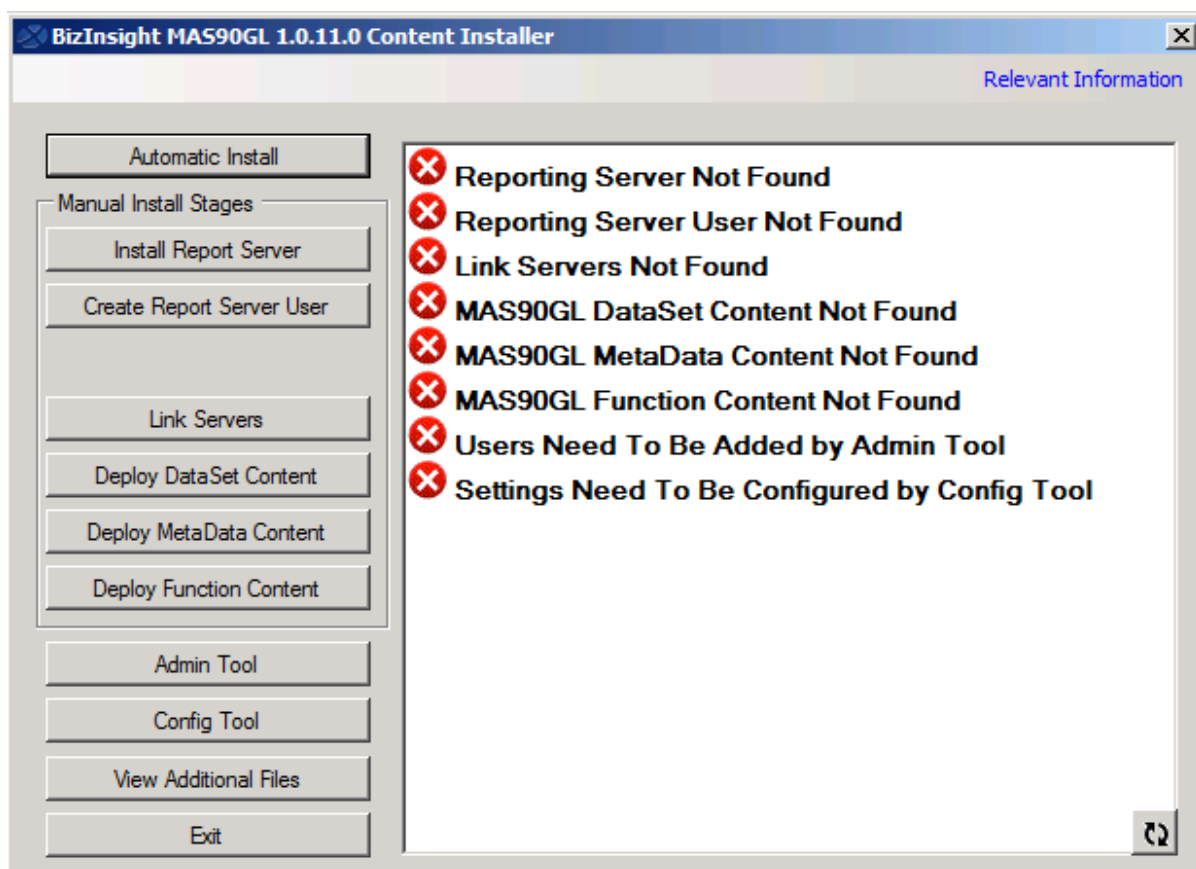 BizInsight MAS90GL 1.0.11.0 Content Installer
Relevant Information
Automatic Install
Manual Install Stages
Install Report Server
Create Report Server User
Link Servers
Deploy DataSet Content
Deploy MetaData Content
Deploy Function Content
Admin Tool
Config Tool
View Additional Files
Exit
Reporting Server Not Found
Reporting Server User Not Found
Link Servers Not Found
MAS90GL DataSet Content Not Found
MAS90GL MetaData Content Not Found
MAS90GL Function Content Not Found
Users Need To Be Added by Admin Tool
Settings Need To Be Configured by Config Tool